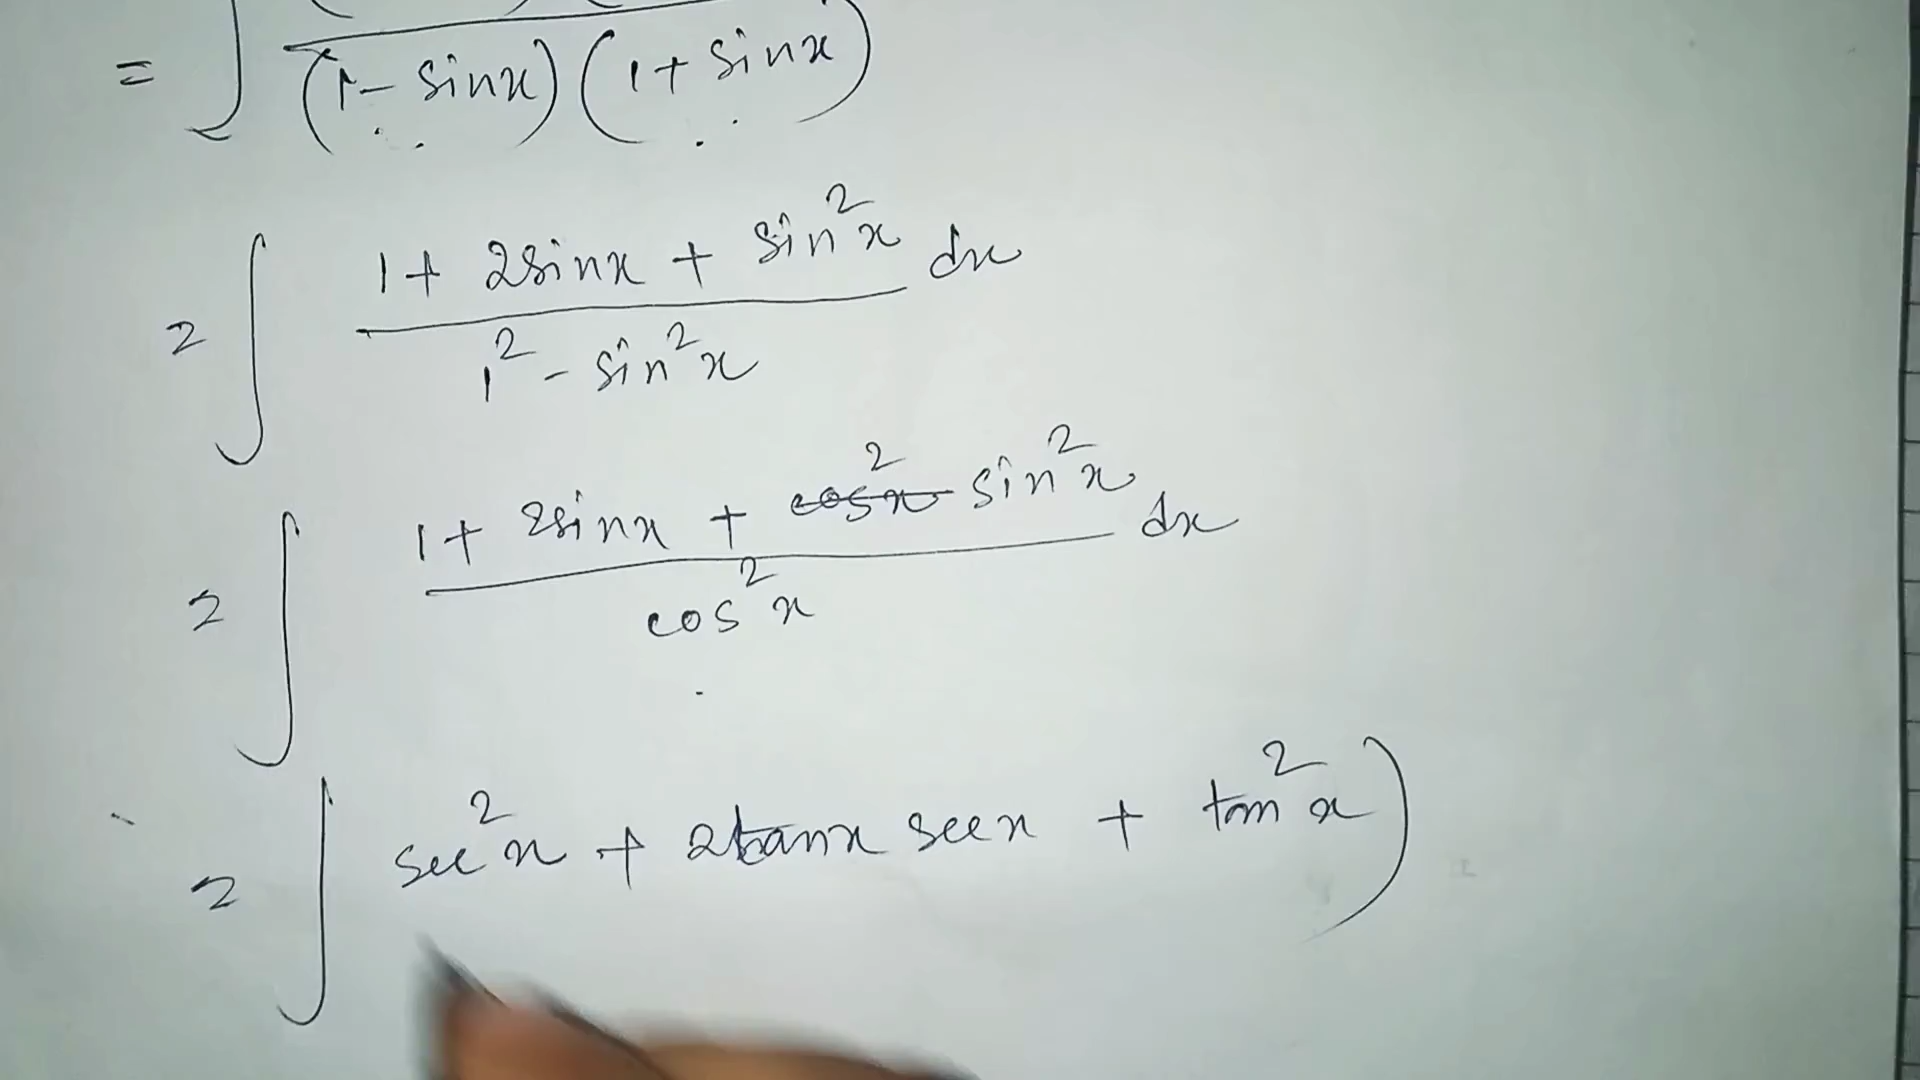 = ∫ (1 - sinx) (1 + sinx)
= ∫ 1 + 2sinx + sin²x / 1² - sin²x dx
= ∫ 1 + 2sinx + ~~cos²x~~ sin²x / cos²x dx
= ∫ sec²x + 2tanx secx + tan²x )